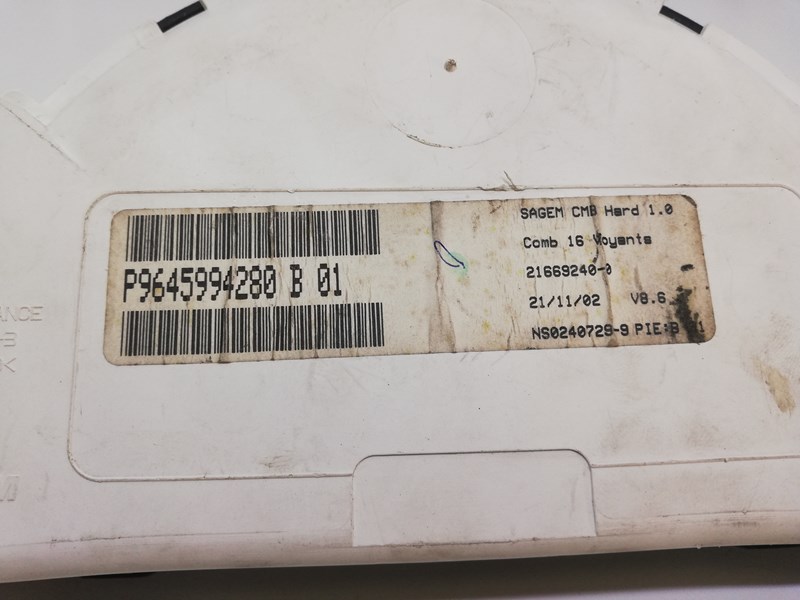 P9645994280 B 01
SAGEM CMB Hard 1.0
Comb 16 Voyants
21669240-0
21/11/02 V8.6
NS0240729-9 PIE:B
ANCE